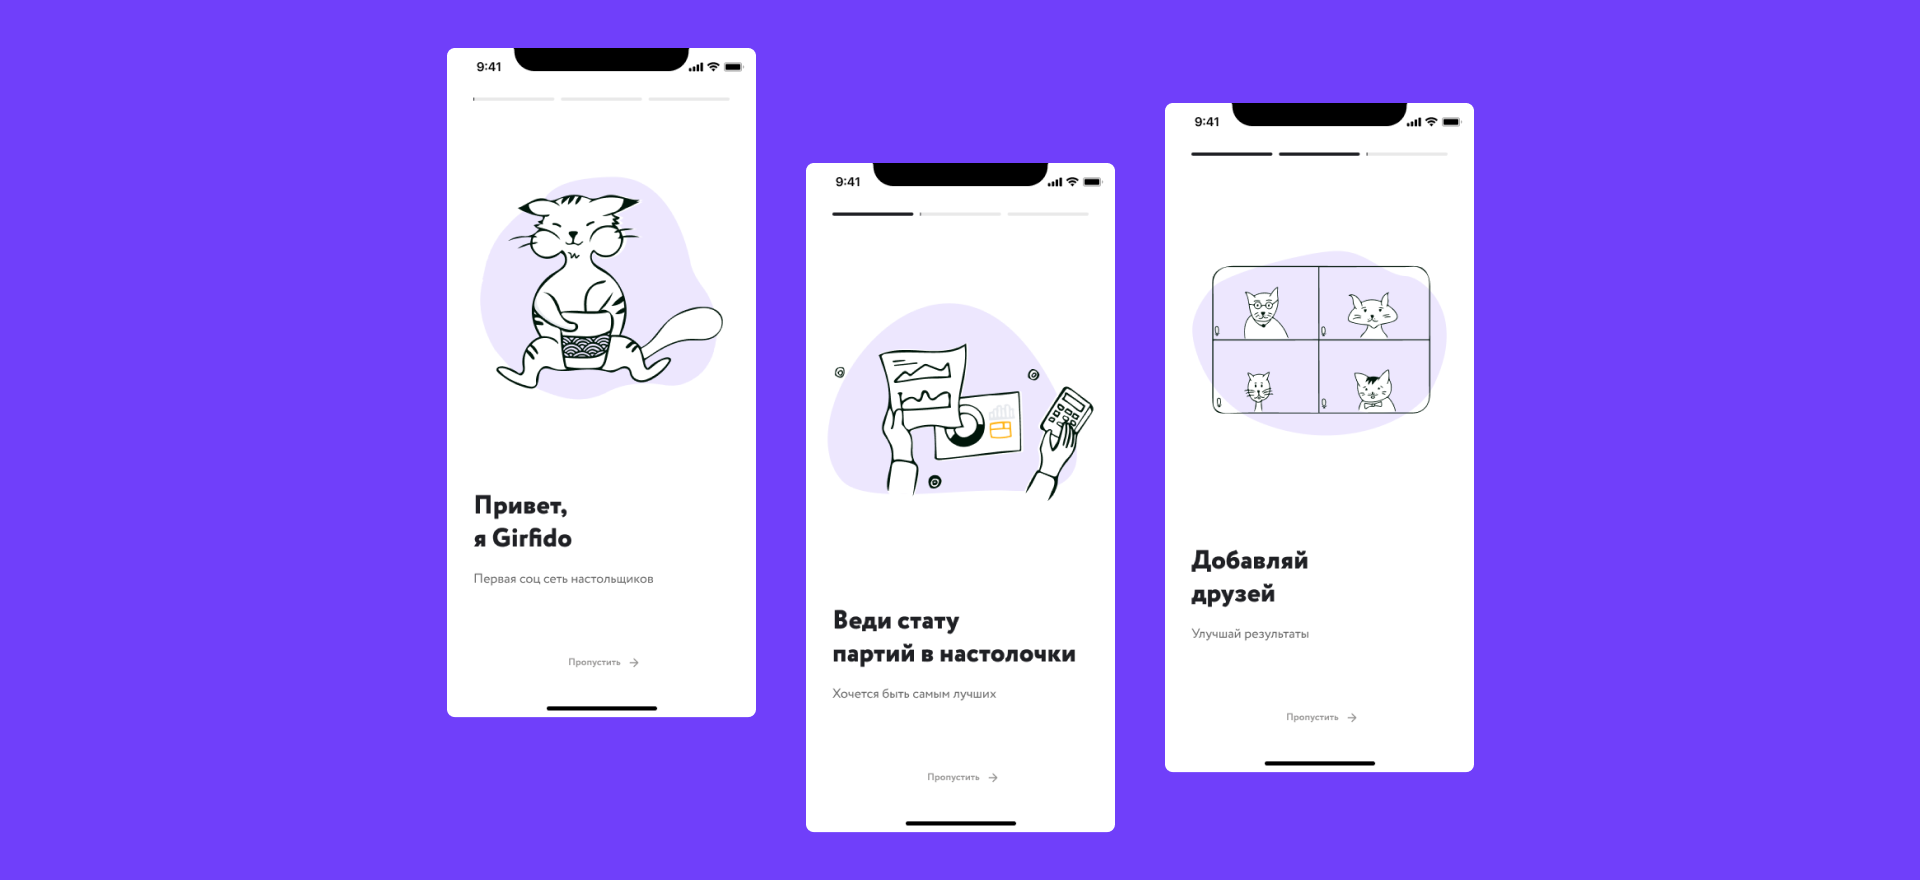 9:41
Привет,
я Girfido
Первая соц сеть настольщиков
Пропустить
9:41
Веди стату
партий в настолочки
Хочется быть самым лучших
Пропустить
9:41
Добавляй
друзей
Улучшай результаты
Пропустить